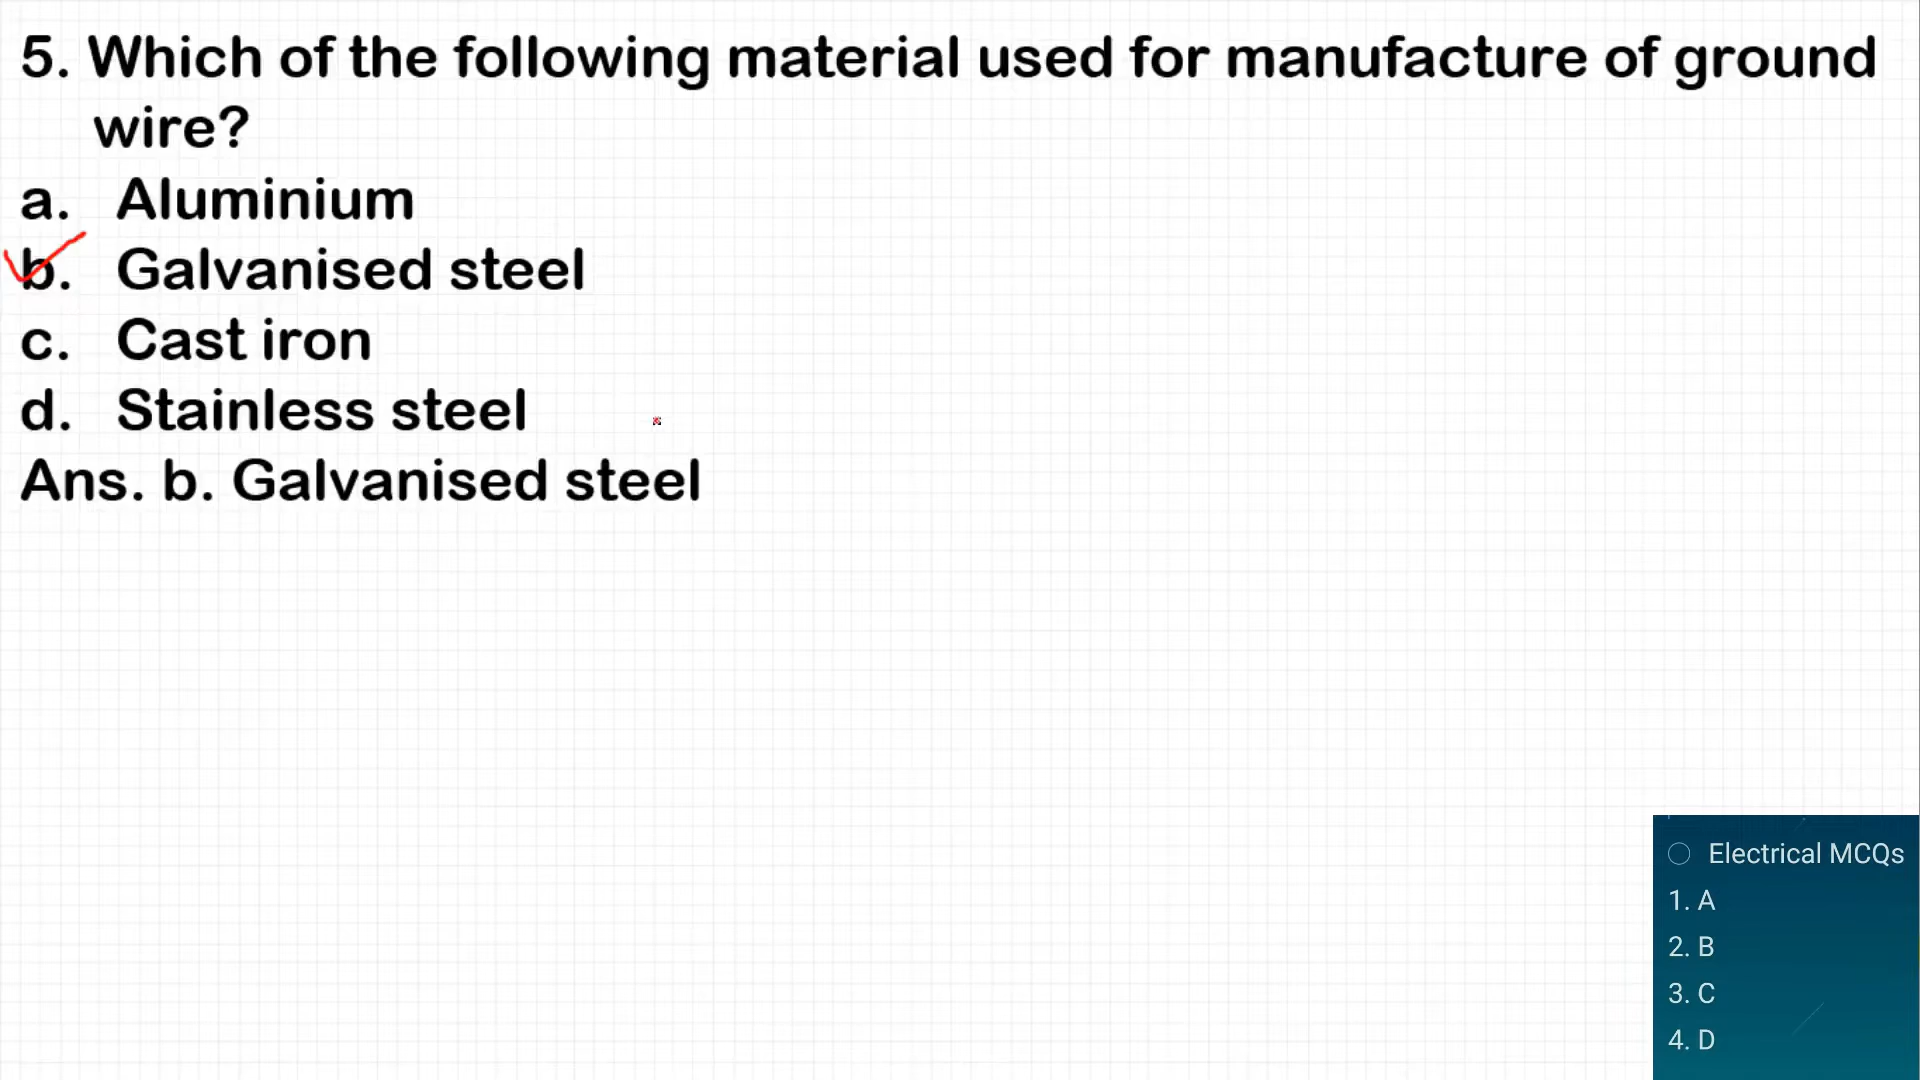 5. Which of the following material used for manufacture of ground
wire?
a. Aluminium
b. Galvanised steel
c. Cast iron
d. Stainless steel
Ans. b. Galvanised steel
Electrical MCQs
1. A
2. B
3. C
4. D